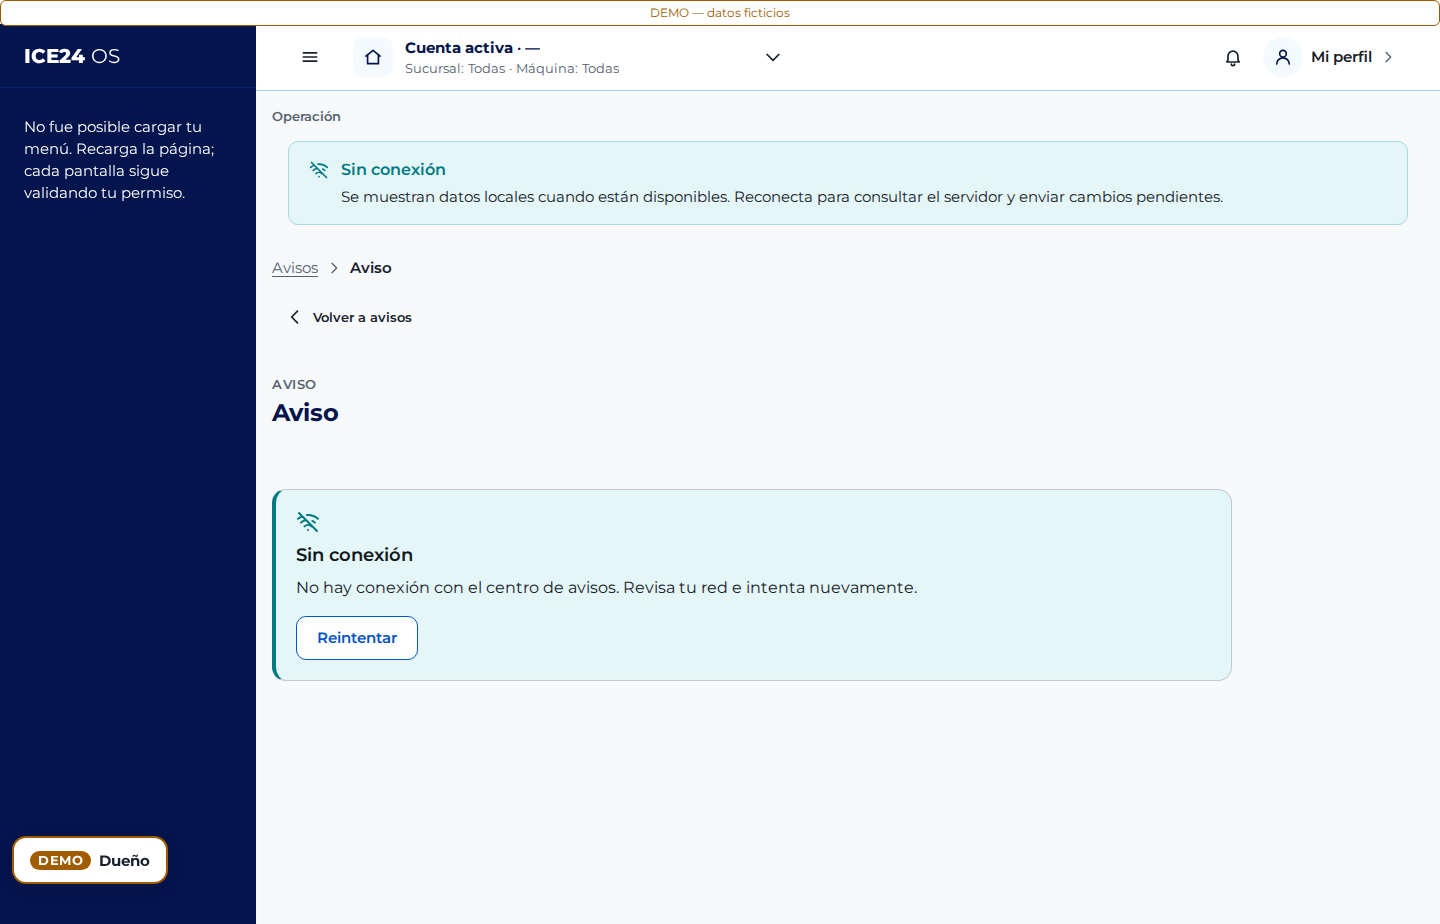 DEMO — datos ficticios
ICE24 OS
No fue posible cargar tu
menú. Recarga la página;
cada pantalla sigue
validando tu permiso.
DEMO Dueño
Cuenta activa · —
Sucursal: Todas · Máquina: Todas
Mi perfil
Operación
Sin conexión
Se muestran datos locales cuando están disponibles. Reconecta para consultar el servidor y enviar cambios pendientes.
Avisos > Aviso
Volver a avisos
AVISO
Aviso
Sin conexión
No hay conexión con el centro de avisos. Revisa tu red e intenta nuevamente.
Reintentar